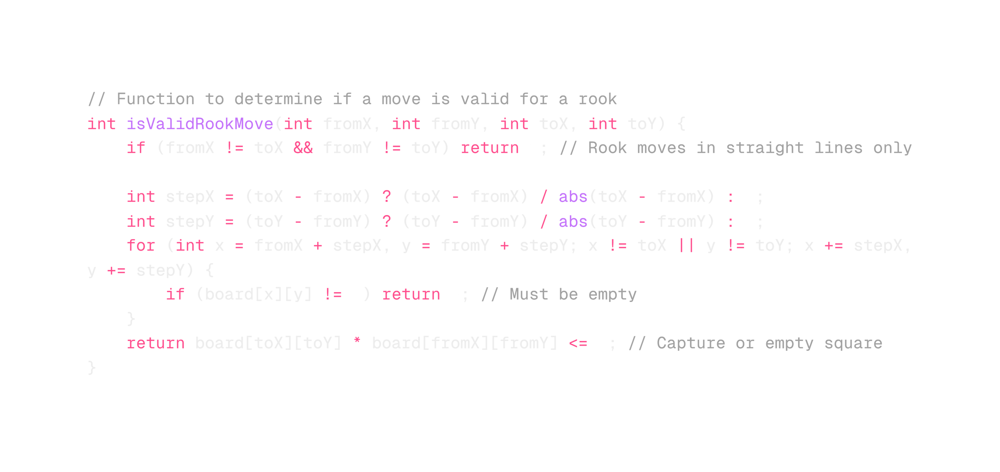 // Function to determine if a move is valid for a rook
int isValidRookMove(int fromX, int fromY, int toX, int toY) {
    if (fromX != toX && fromY != toY) return  ; // Rook moves in straight lines only

    int stepX = (toX - fromX) ? (toX - fromX) / abs(toX - fromX) :  ;
    int stepY = (toY - fromY) ? (toY - fromY) / abs(toY - fromY) :  ;
    for (int x = fromX + stepX, y = fromY + stepY; x != toX || y != toY; x += stepX,
y += stepY) {
        if (board[x][y] !=  ) return  ; // Must be empty
    }
    return board[toX][toY] * board[fromX][fromY] <=  ; // Capture or empty square
}